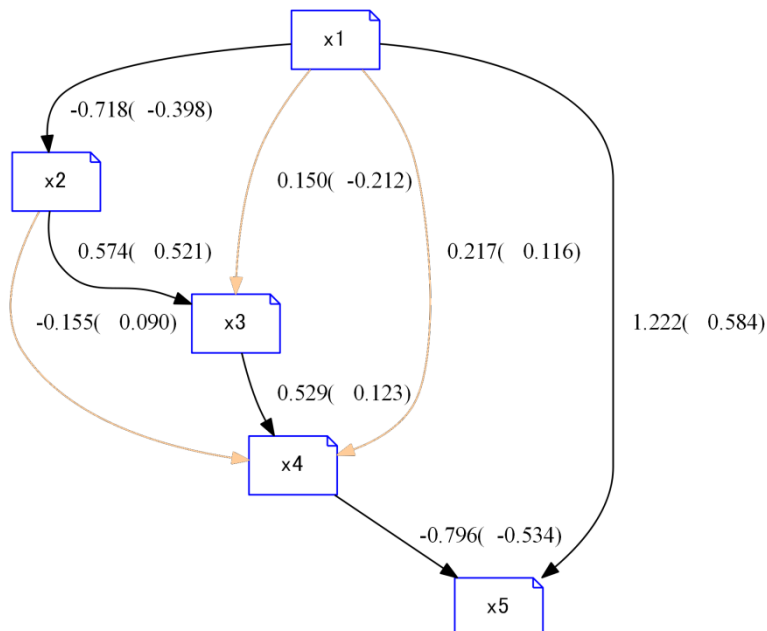 x1
-0.718( -0.398)
x2
0.150( -0.212)
0.574( 0.521)
0.217( 0.116)
-0.155( 0.090)
x3
1.222( 0.584)
0.529( 0.123)
x4
-0.796( -0.534)
x5